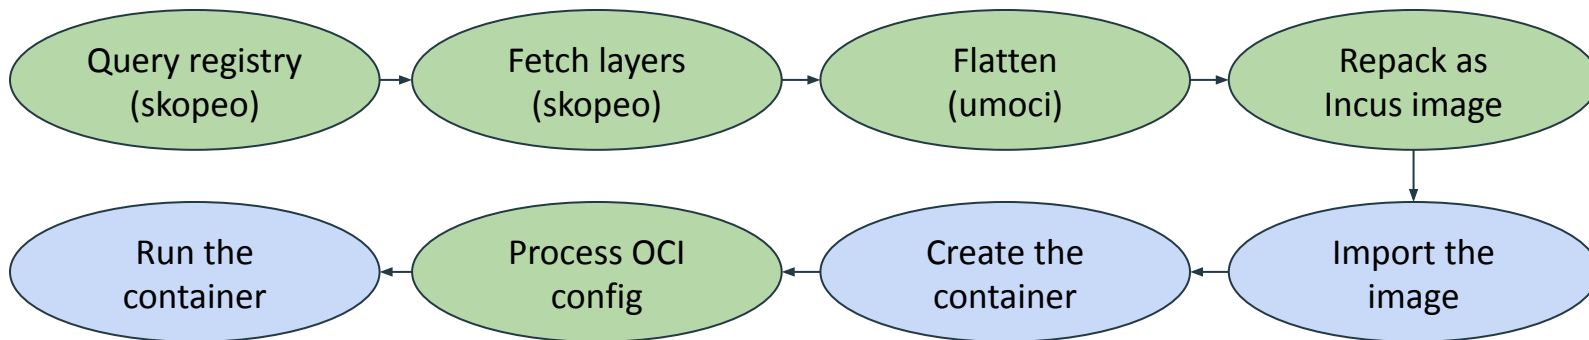 Query registry
(skopeo)
Fetch layers
(skopeo)
Flatten
(umoci)
Repack as
Incus image
Run the
container
Process OCI
config
Create the
container
Import the
image